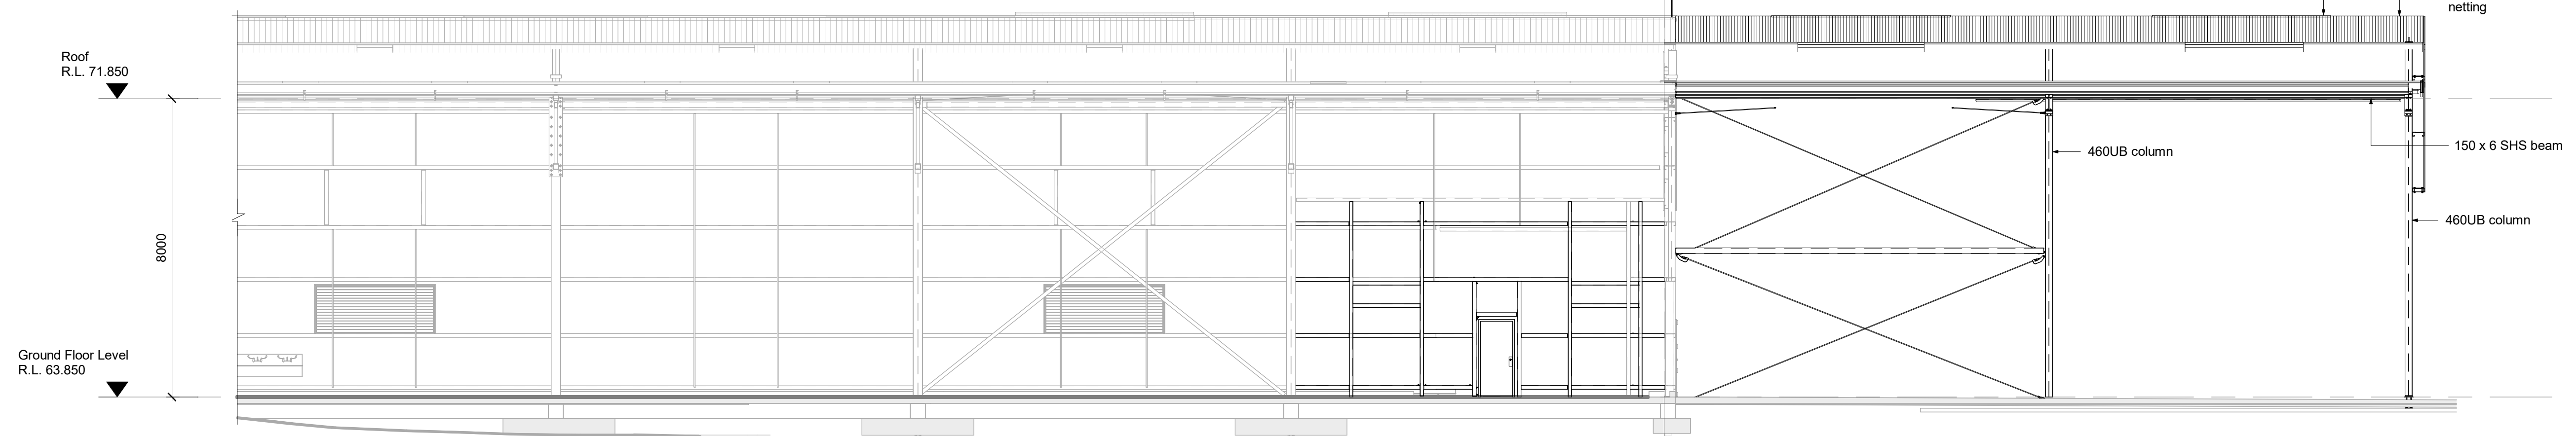 netting
Roof
R.L. 71.850
150 x 6 SHS beam
460UB column
460UB column
8000
Ground Floor Level
R.L. 63.850